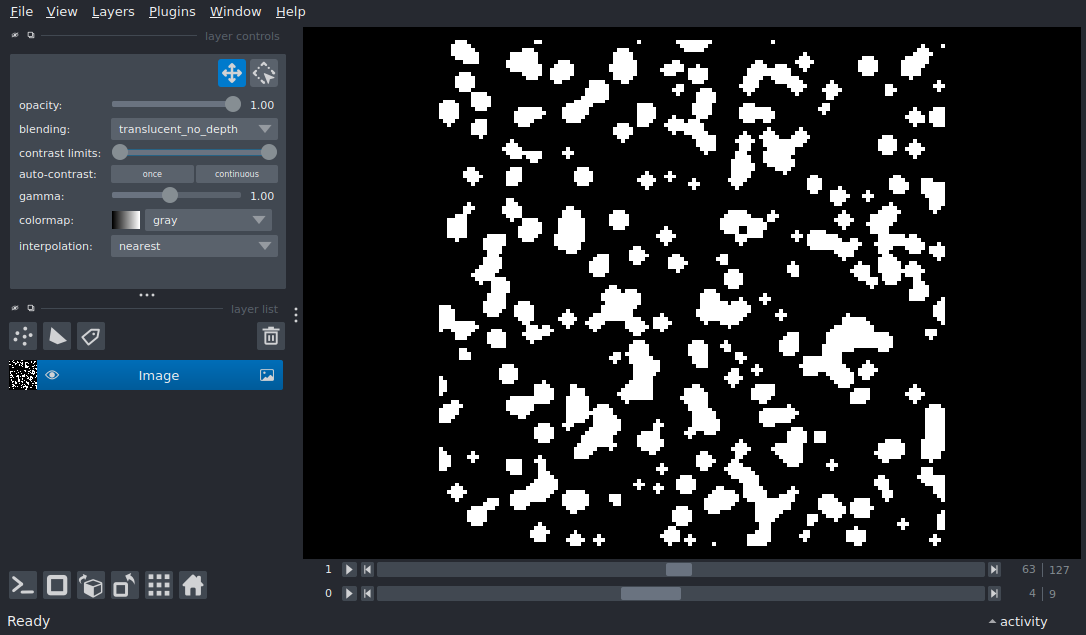 File View Layers Plugins Window Help
layer controls
opacity: 1.00
blending: translucent_no_depth
contrast limits:
auto-contrast: once continuous
gamma: 1.00
colormap: gray
interpolation: nearest
layer list
Image
1 63 127
0 4 9
Ready activity